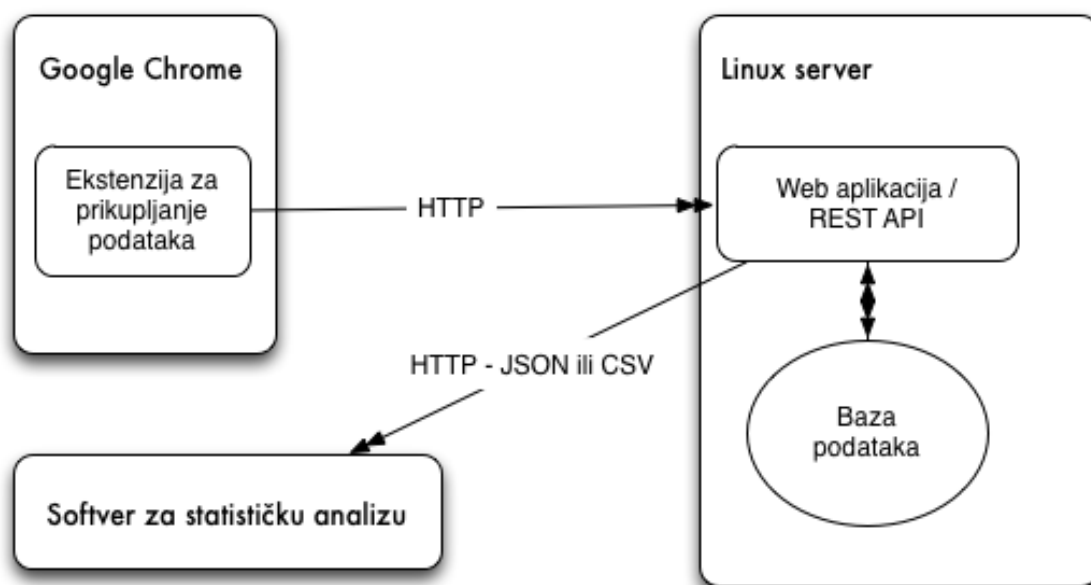 Google Chrome
Ekstenzija za
prikupljanje
podataka
HTTP
Linux server
Web aplikacija /
REST API
HTTP - JSON ili CSV
Baza
podataka
Softver za statističku analizu